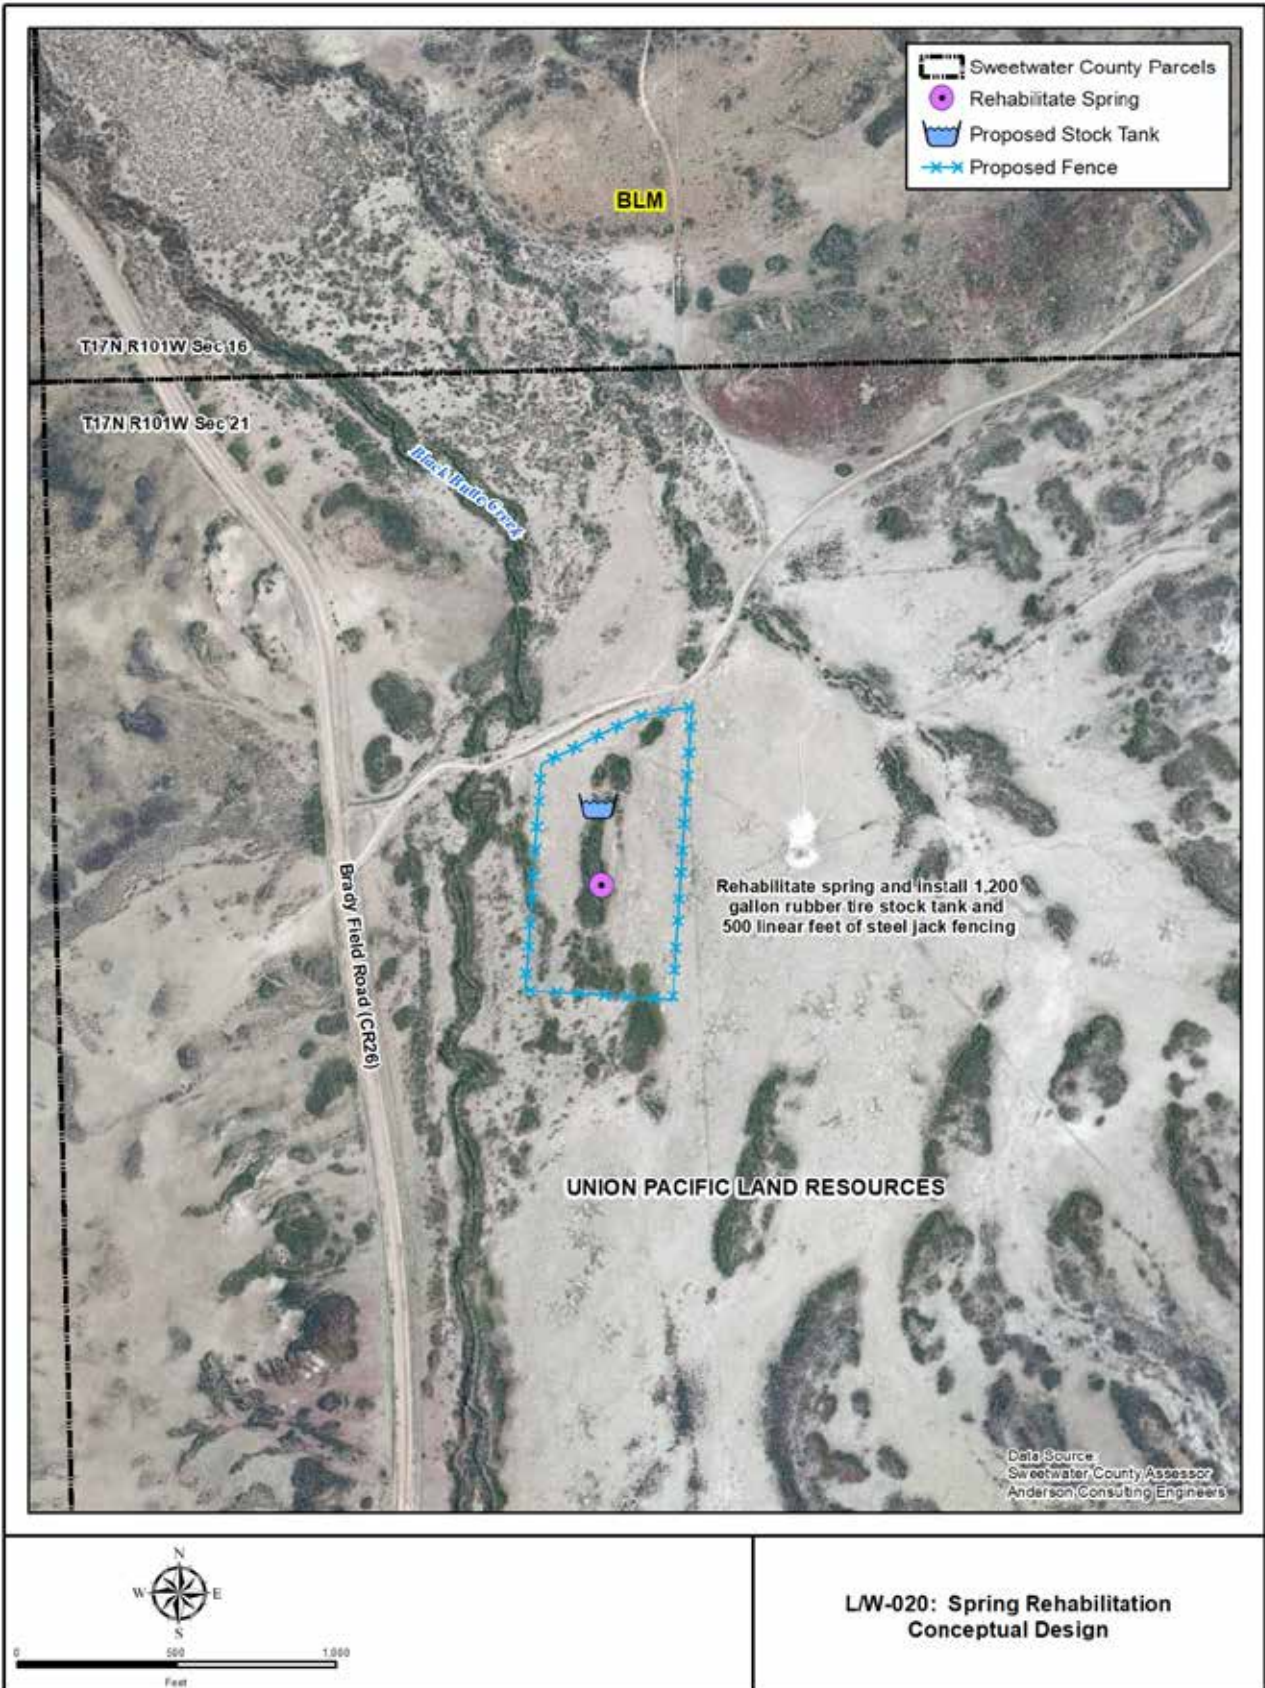 Sweetwater County Parcels
Rehabilitate Spring
Proposed Stock Tank
Proposed Fence
BLM
T17N R101W Sec 16
T17N R101W Sec 21
Black Butte Creek
Brady Field Road (CR26)
Rehabilitate spring and install 1,200
gallon rubber tire stock tank and
500 linear feet of steel jack fencing
UNION PACIFIC LAND RESOURCES
Data Source:
Sweetwater County Assessor
Anderson Consulting Engineers
N
W
E
S
0
500
1,000
Feet
L/W-020: Spring Rehabilitation
Conceptual Design